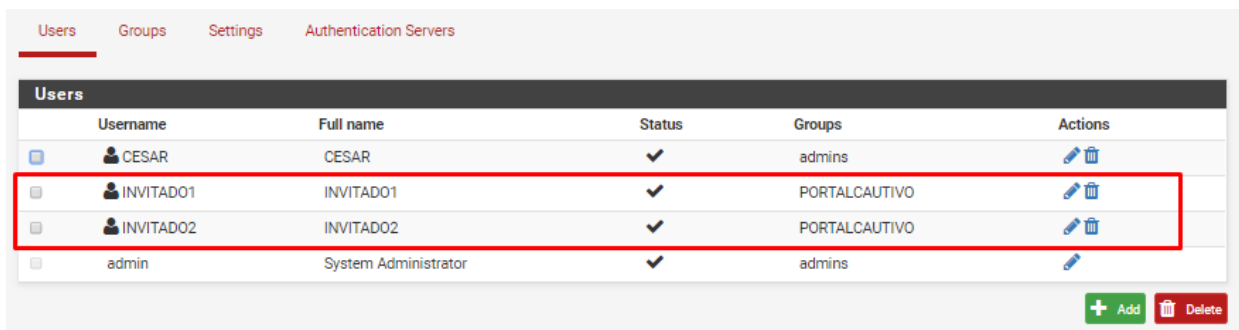 Users Groups Settings Authentication Servers
Users
Username Full name Status Groups Actions
CESAR CESAR admins
INVITADO1 INVITADO1 PORTALCAUTIVO
INVITADO2 INVITADO2 PORTALCAUTIVO
admin System Administrator admins
Add Delete